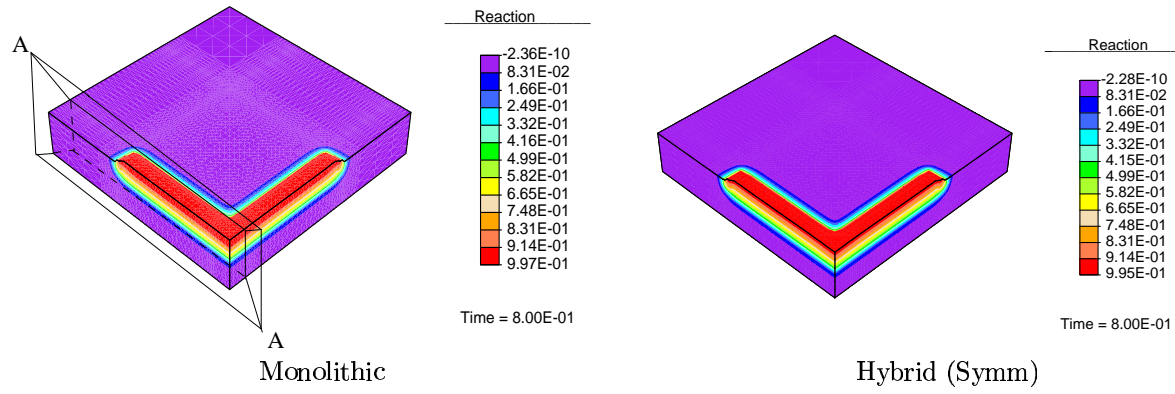 A
Reaction
-2.36E-10
8.31E-02
1.66E-01
2.49E-01
3.32E-01
4.16E-01
4.99E-01
5.82E-01
6.65E-01
7.48E-01
8.31E-01
9.14E-01
9.97E-01
Time = 8.00E-01
A
Monolithic
Reaction
-2.28E-10
8.31E-02
1.66E-01
2.49E-01
3.32E-01
4.15E-01
4.99E-01
5.82E-01
6.65E-01
7.48E-01
8.31E-01
9.14E-01
9.95E-01
Time = 8.00E-01
Hybrid (Symm)